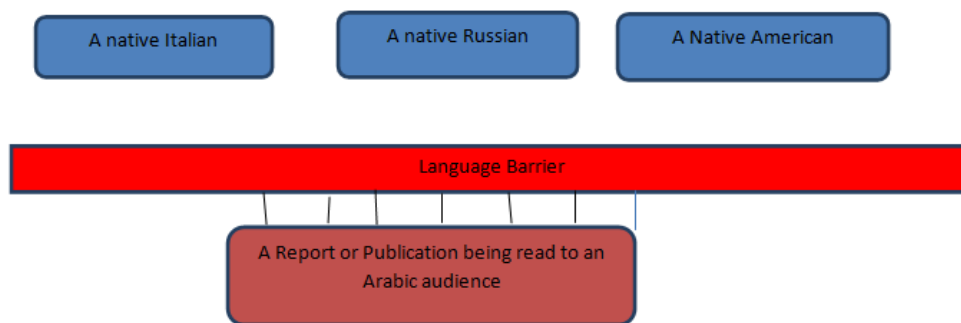 A native Italian
A native Russian
A Native American
Language Barrier
A Report or Publication being read to an
Arabic audience